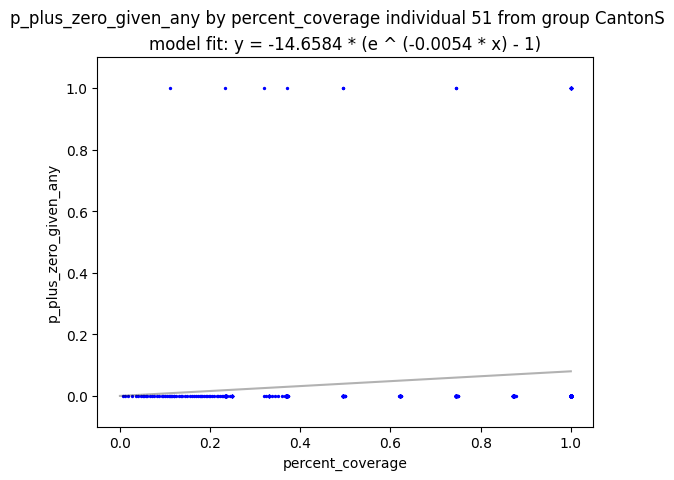 p_plus_zero_given_any by percent_coverage individual 51 from group CantonS
model fit: y = -14.6584 * (e ^ (-0.0054 * x) - 1)
1.0
0.8
0.6
0.4
0.2
0.0
p_plus_zero_given_any
0.0 0.2 0.4 0.6 0.8 1.0
percent_coverage